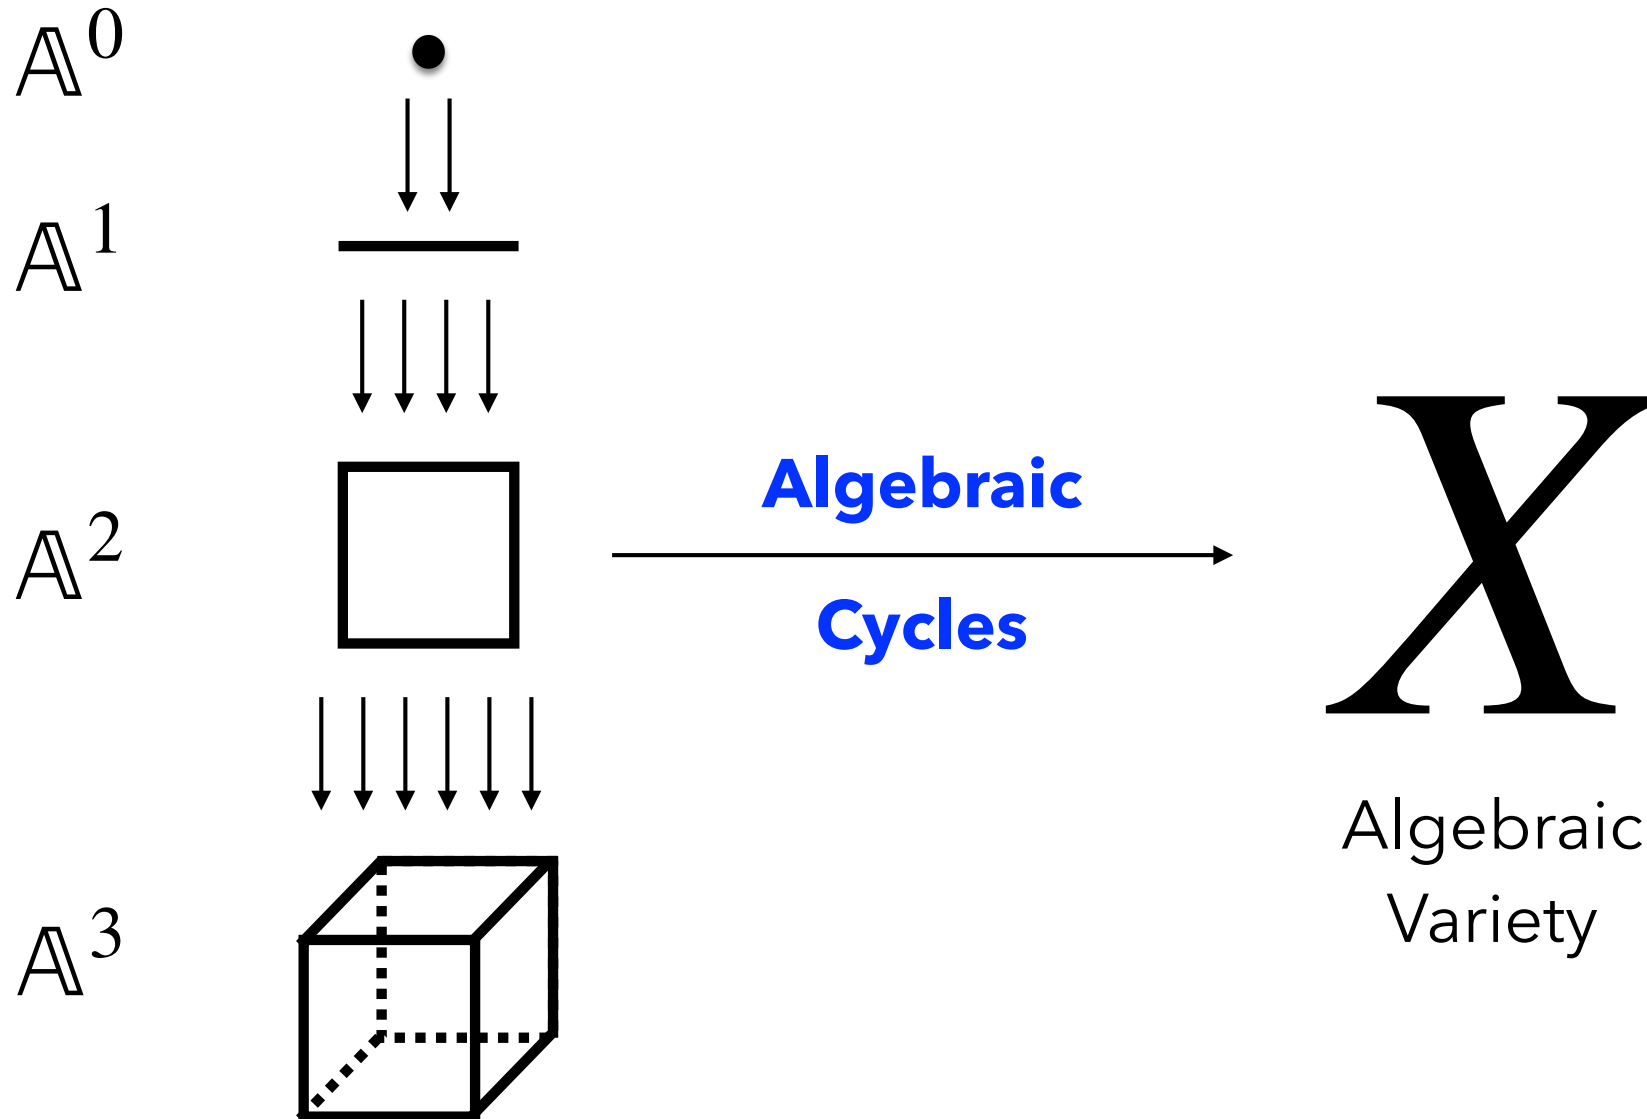 𝔸⁰
𝔸¹
𝔸²
𝔸³
Algebraic
Cycles
X
Algebraic
Variety